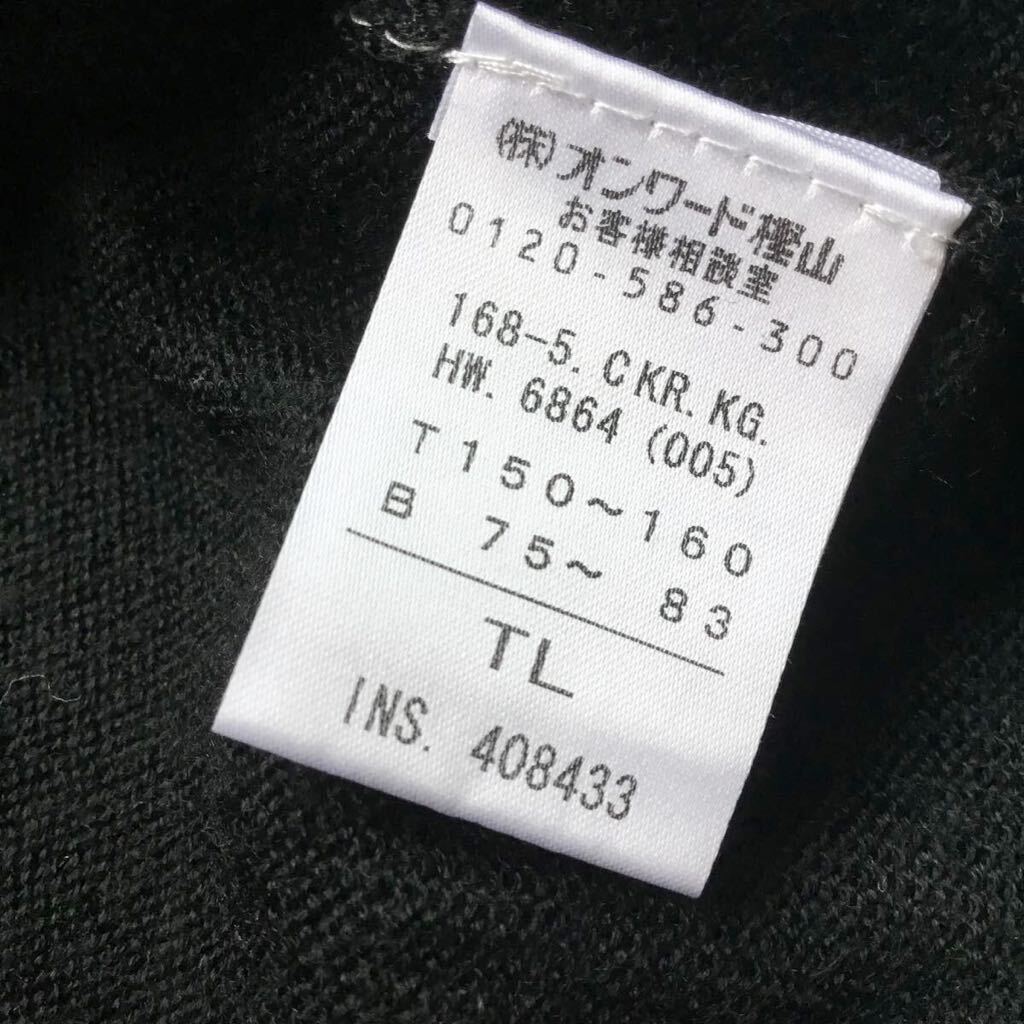 (株)オンワード樫山
お客様相談室
0120-586-300
168-5.CKR.KG.
HW. 6864 (005)
T 150～160
B 75～ 83
TL
INS. 408433